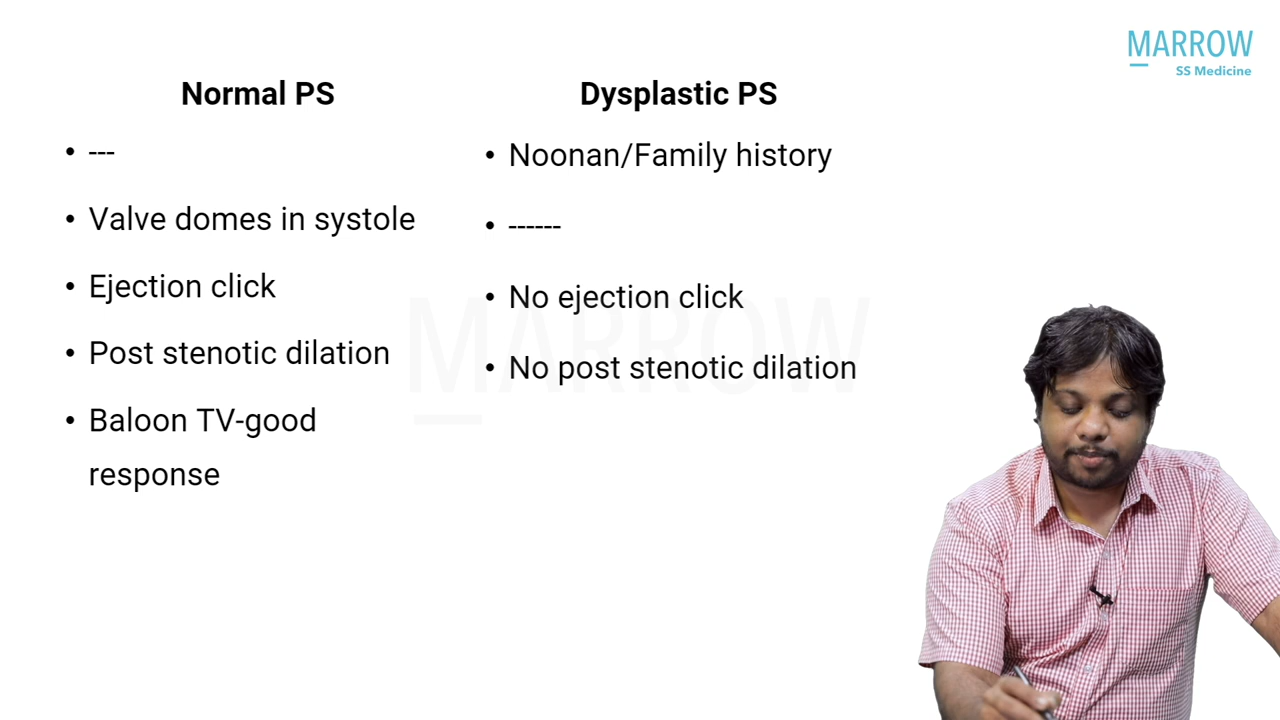 MARROW
SS Medicine
Normal PS
• ---
• Valve domes in systole
• Ejection click
• Post stenotic dilation
• Baloon TV-good
response
Dysplastic PS
• Noonan/Family history
• ------
• No ejection click
• No post stenotic dilation
MARROW